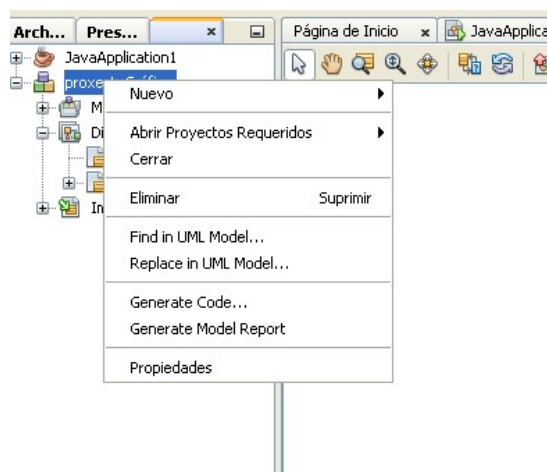 Arch...
Pres...
Página de Inicio
JavaApplica
JavaApplication1
Nuevo
M
Di
Abrir Proyectos Requeridos
Cerrar
Eliminar Suprimir
In
Find in UML Model...
Replace in UML Model...
Generate Code...
Generate Model Report
Propiedades